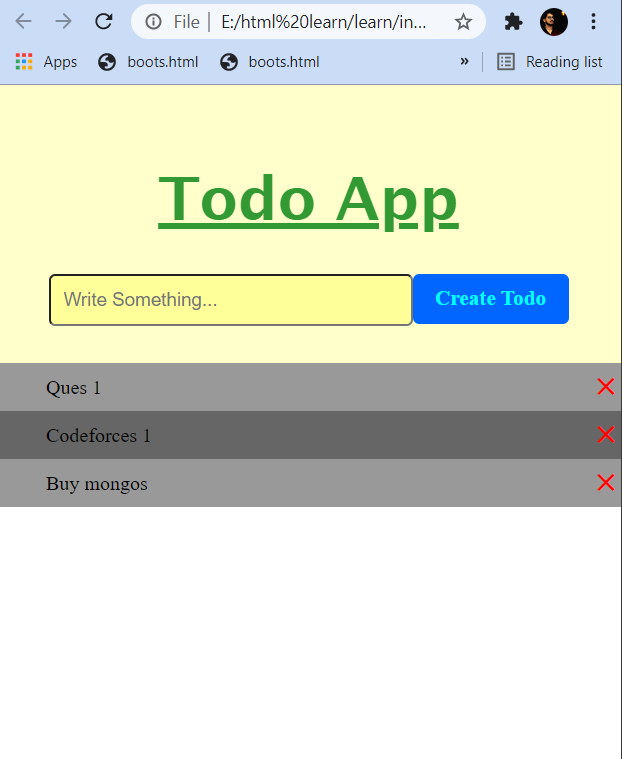 File | E:/html%20learn/learn/in...
Apps boots.html boots.html » Reading list
Todo App
Write Something... Create Todo
Ques 1
Codeforces 1
Buy mongos